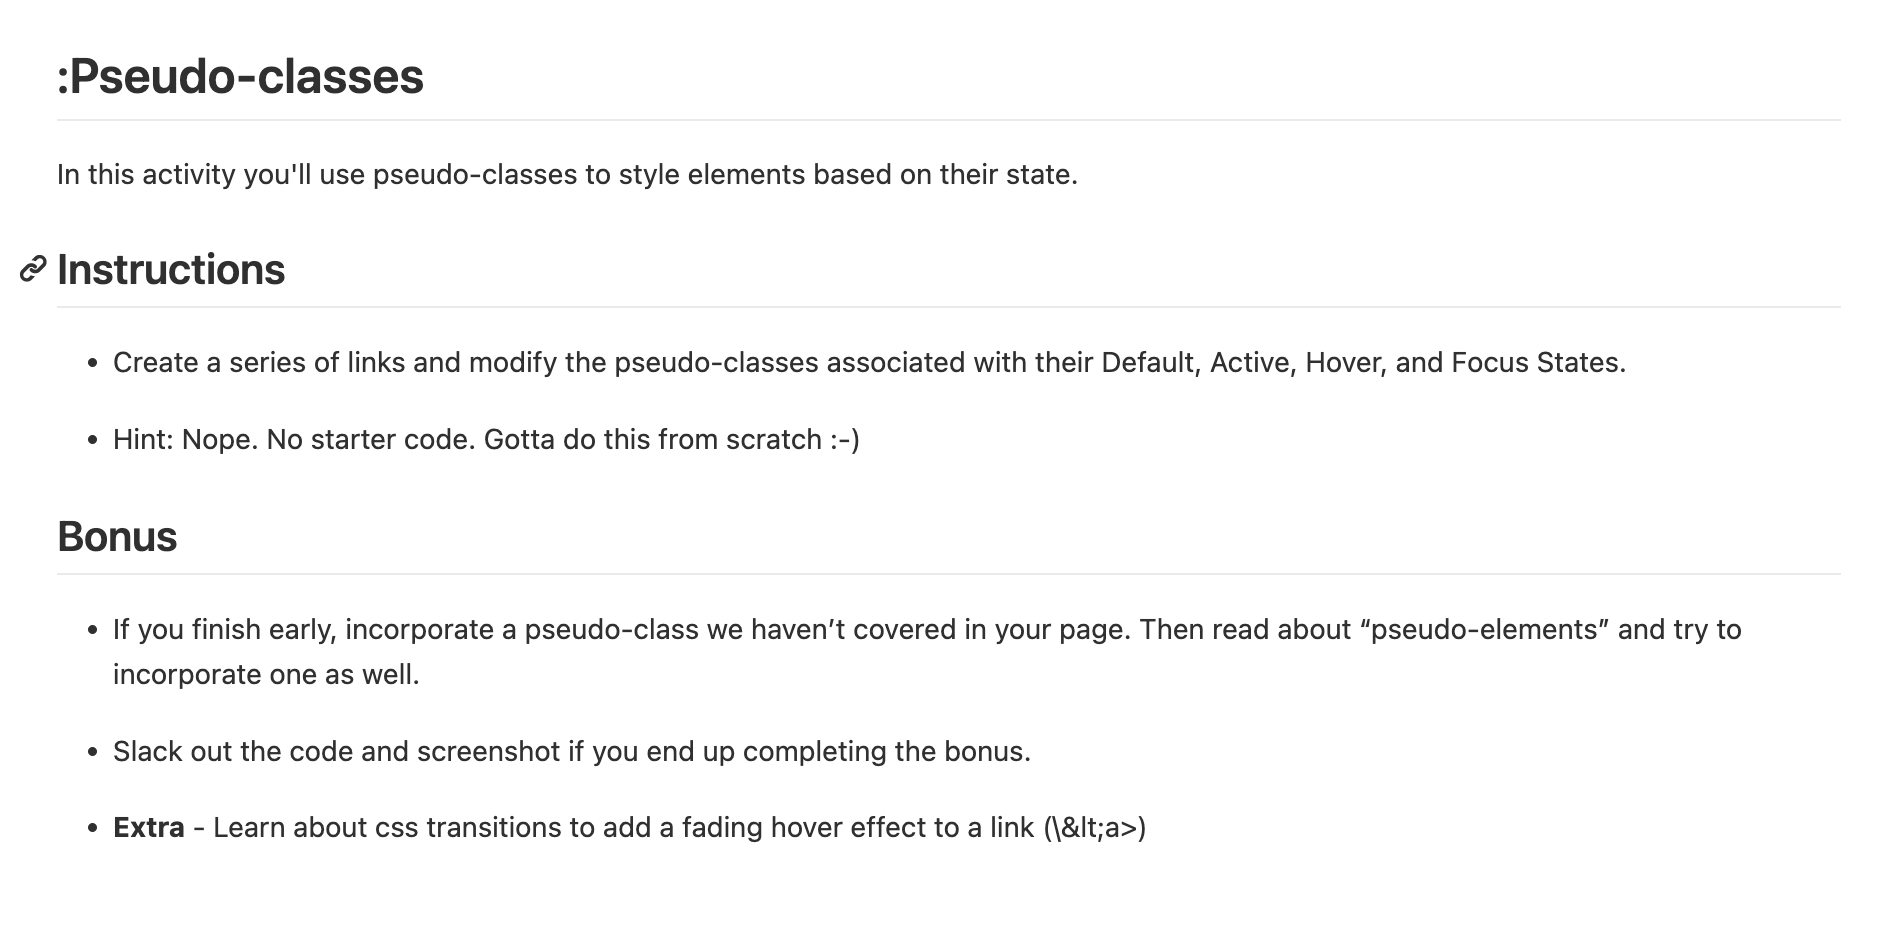 :Pseudo-classes
In this activity you'll use pseudo-classes to style elements based on their state.
Instructions
• Create a series of links and modify the pseudo-classes associated with their Default, Active, Hover, and Focus States.
• Hint: Nope. No starter code. Gotta do this from scratch :-)
Bonus
• If you finish early, incorporate a pseudo-class we haven’t covered in your page. Then read about “pseudo-elements” and try to
incorporate one as well.
• Slack out the code and screenshot if you end up completing the bonus.
• Extra - Learn about css transitions to add a fading hover effect to a link (\&lt;a>)